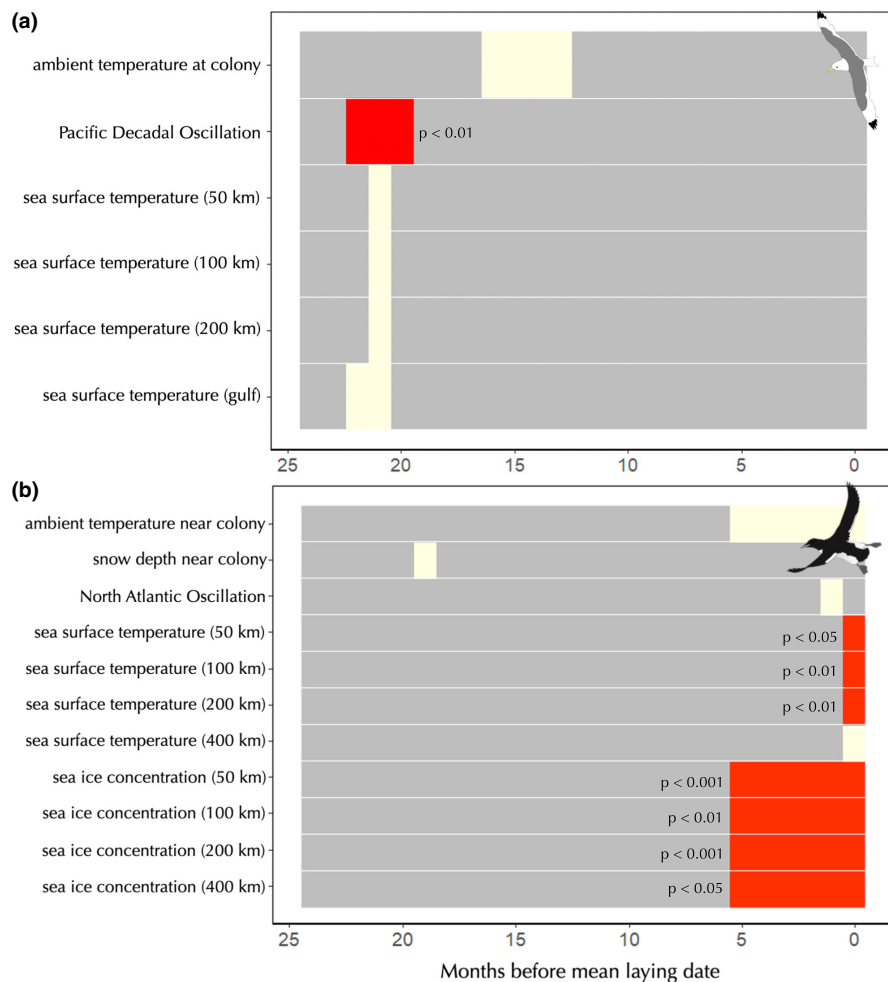 (a)
ambient temperature at colony
Pacific Decadal Oscillation
p < 0.01
sea surface temperature (50 km)
sea surface temperature (100 km)
sea surface temperature (200 km)
sea surface temperature (gulf)
25 20 15 10 5 0
(b)
ambient temperature near colony
snow depth near colony
North Atlantic Oscillation
sea surface temperature (50 km)
p < 0.05
sea surface temperature (100 km)
p < 0.01
sea surface temperature (200 km)
p < 0.01
sea surface temperature (400 km)
sea ice concentration (50 km)
p < 0.001
sea ice concentration (100 km)
p < 0.01
sea ice concentration (200 km)
p < 0.001
sea ice concentration (400 km)
p < 0.05
25 20 15 10 5 0
Months before mean laying date